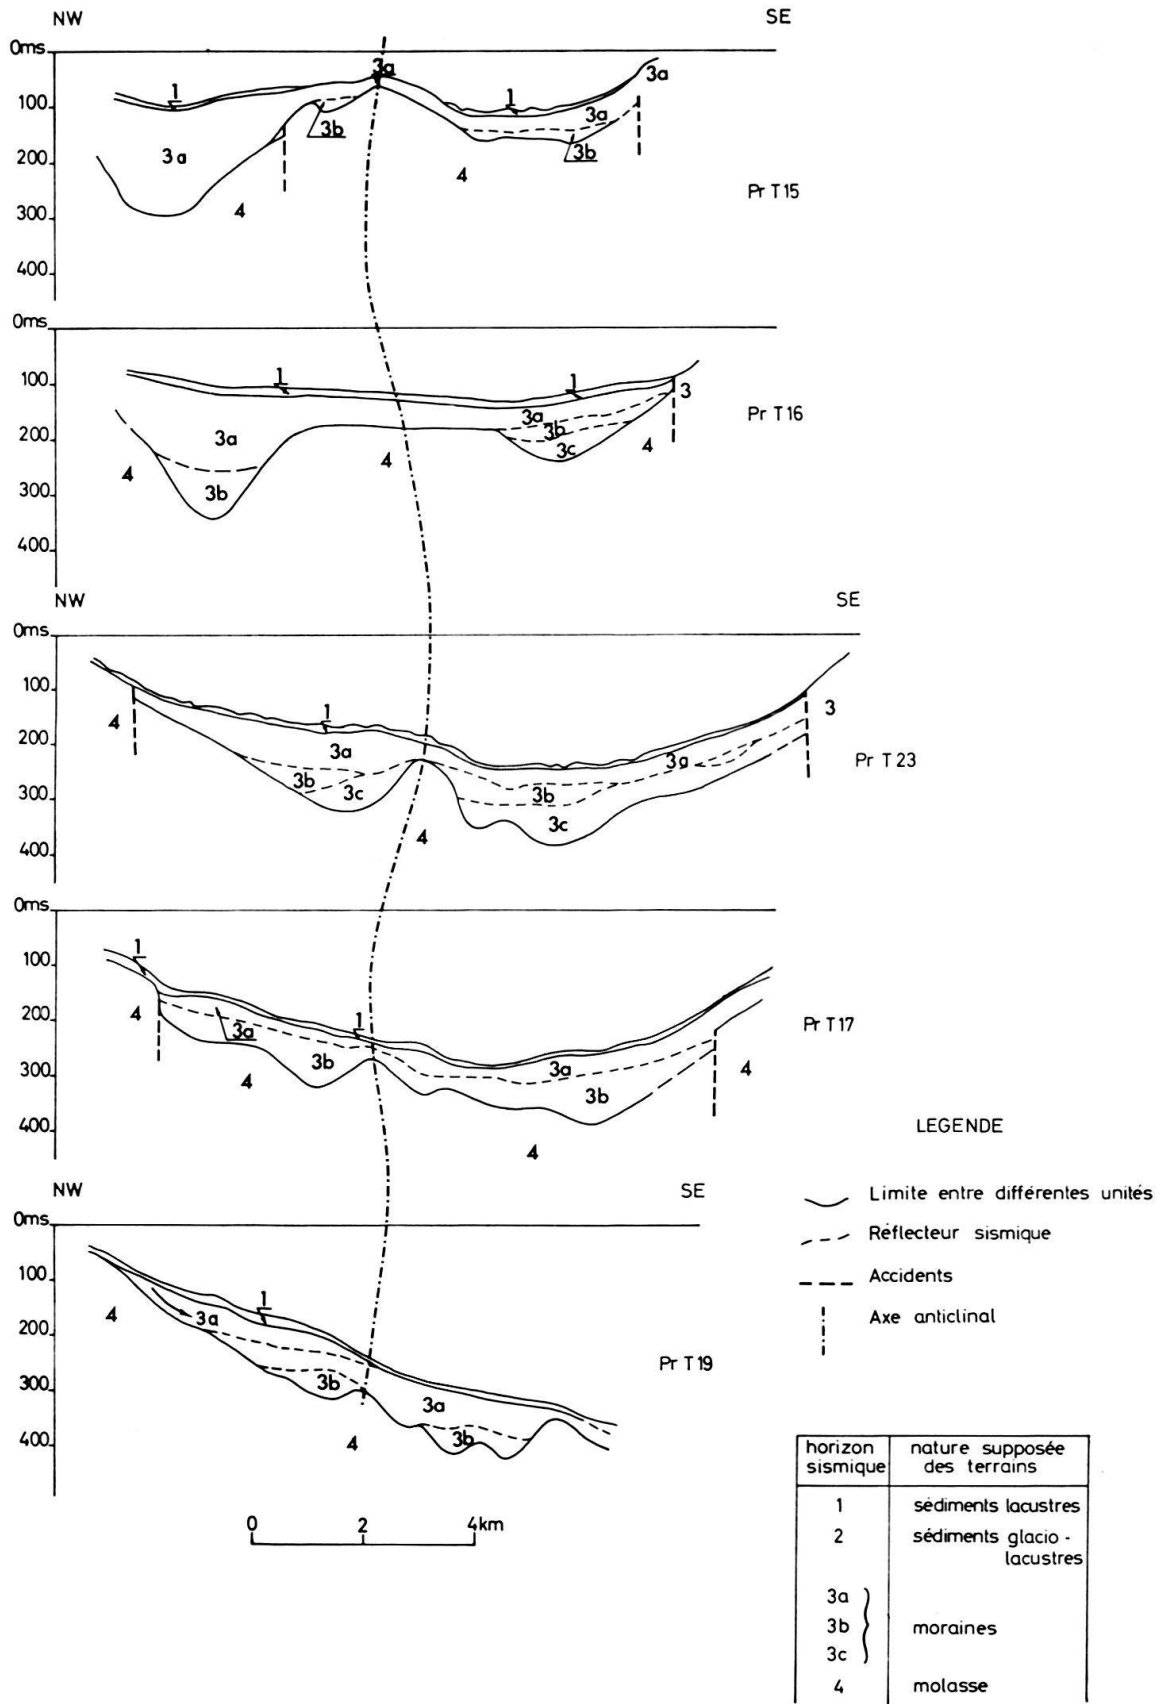 NW SE
0ms
3a 3a
1 1
100 3a
3b
3a 3b
200 4
Pr T15
4
300
400
0ms
100 1 1
3
3a Pr T16
3b
200 3a
4 4 3c 4
300 3b
400
NW SE
0ms
100
4 1 3
200 3a 3a Pr T23
3b 3b
300 3c
3c
4
400
0ms
1
100
4
200 1 Pr T17
3a
3b 3a
300 4 4
3b
400
4
LEGENDE
NW SE
Limite entre différentes unités
0ms
Réflecteur sismique
100 Accidents
1
4 3a Axe anticlinal
200
Pr T19
300 3b
3a
400 4 3b
0 2 4km
horizon sismique
nature supposée des terrains
1 sédiments lacustres
2 sédiments glacio-
lacustres
3a
3b moraines
3c
4 molasse